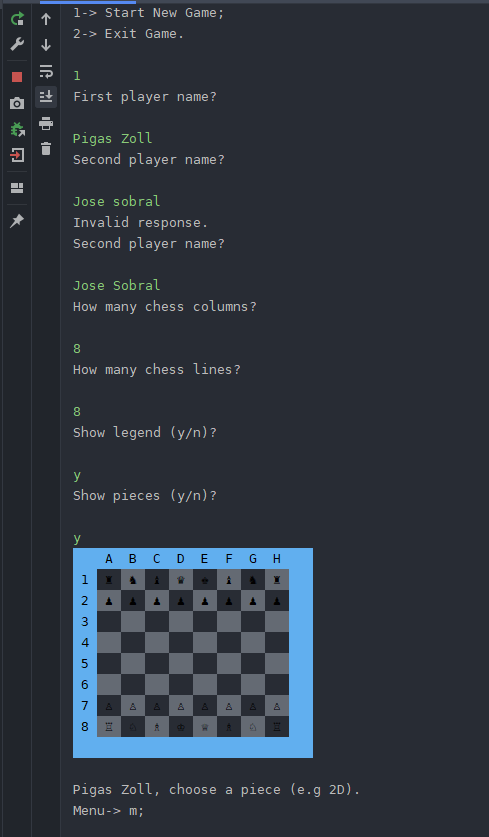 1-> Start New Game;
2-> Exit Game.
1
First player name?
Pigas Zoll
Second player name?
Jose sobral
Invalid response.
Second player name?
Jose Sobral
How many chess columns?
8
How many chess lines?
8
Show legend (y/n)?
y
Show pieces (y/n)?
y
A B C D E F G H
1 ♜ ♞ ♝ ♛ ♚ ♝ ♞ ♜
2 ♟ ♟ ♟ ♟ ♟ ♟ ♟ ♟
3
4
5
6
7 ♙ ♙ ♙ ♙ ♙ ♙ ♙ ♙
8 ♖ ♘ ♗ ♔ ♕ ♗ ♘ ♖
Pigas Zoll, choose a piece (e.g 2D).
Menu-> m;